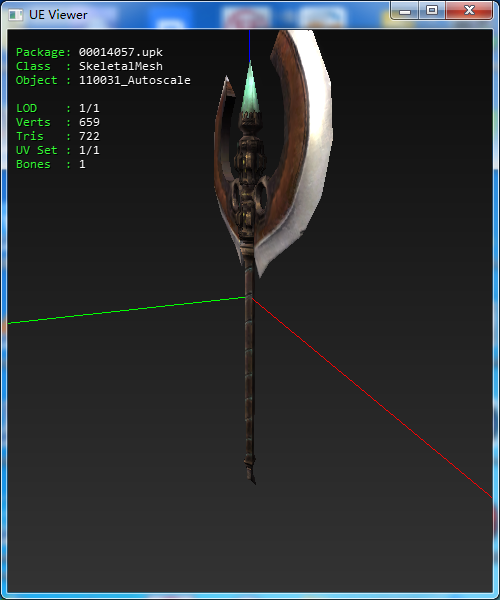 UE Viewer
Package: 00014057.upk
Class : SkeletalMesh
Object : 110031_Autoscale
LOD : 1/1
Verts : 659
Tris : 722
UV Set : 1/1
Bones : 1